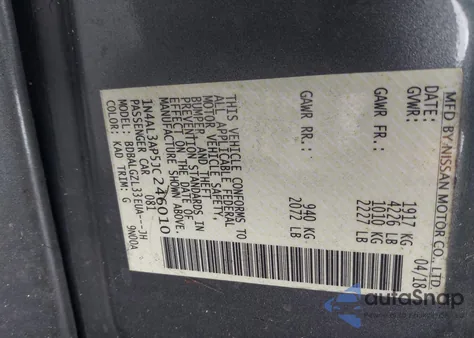 MFD BY NISSAN MOTOR CO., LTD.
DATE: 04/18
GVWR: 1917 KG.
4226 LB
GAWR FR.: 1010 KG
2227 LB
GAWR RR.: 940 KG
2072 LB
THIS VEHICLE CONFORMS TO
ALL APPLICABLE FEDERAL
MOTOR VEHICLE SAFETY,
BUMPER, AND THEFT
PREVENTION STANDARDS IN
EFFECT ON THE DATE OF
MANUFACTURE SHOWN ABOVE.
1N4AL3AP5JC246010
PASSENGER CAR 083
MODEL: BDBALGZL33EUA---JH
COLOR: KAD TRIM: G 9N00A
autoSnap